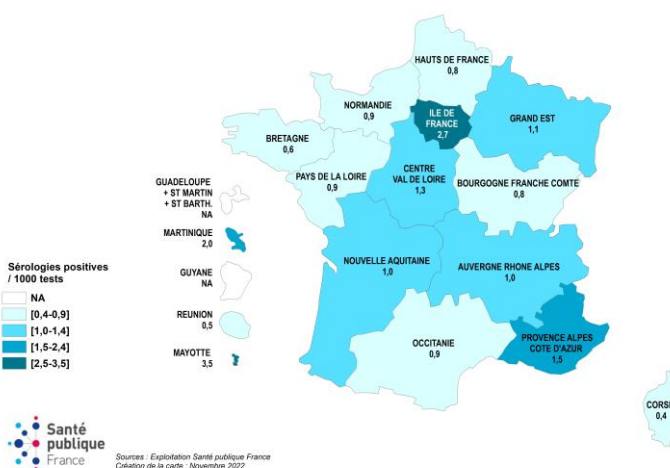 HAUTS DE FRANCE
0,8
NORMANDIE
0,9
ILE DE
FRANCE
2,7
GRAND EST
1,1
BRETAGNE
0,6
PAYS DE LA LOIRE
0,9
CENTRE
VAL DE LOIRE
1,3
BOURGOGNE FRANCHE COMTE
0,8
GUADELOUPE
+ ST MARTIN
+ ST BARTH.
NA
MARTINIQUE
2,0
GUYANE
NA
REUNION
0,5
MAYOTTE
3,5
NOUVELLE AQUITAINE
1,0
AUVERGNE RHONE ALPES
1,0
OCCITANIE
0,9
PROVENCE ALPES
COTE D'AZUR
1,5
CORS
0,4
Sérologies positives
/ 1000 tests
NA
[0,4-0,9]
[1,0-1,4]
[1,5-2,4]
[2,5-3,5]
Santé
publique
France
Sources : Exploitation Santé publique France
Création de la carte : Novembre 2022